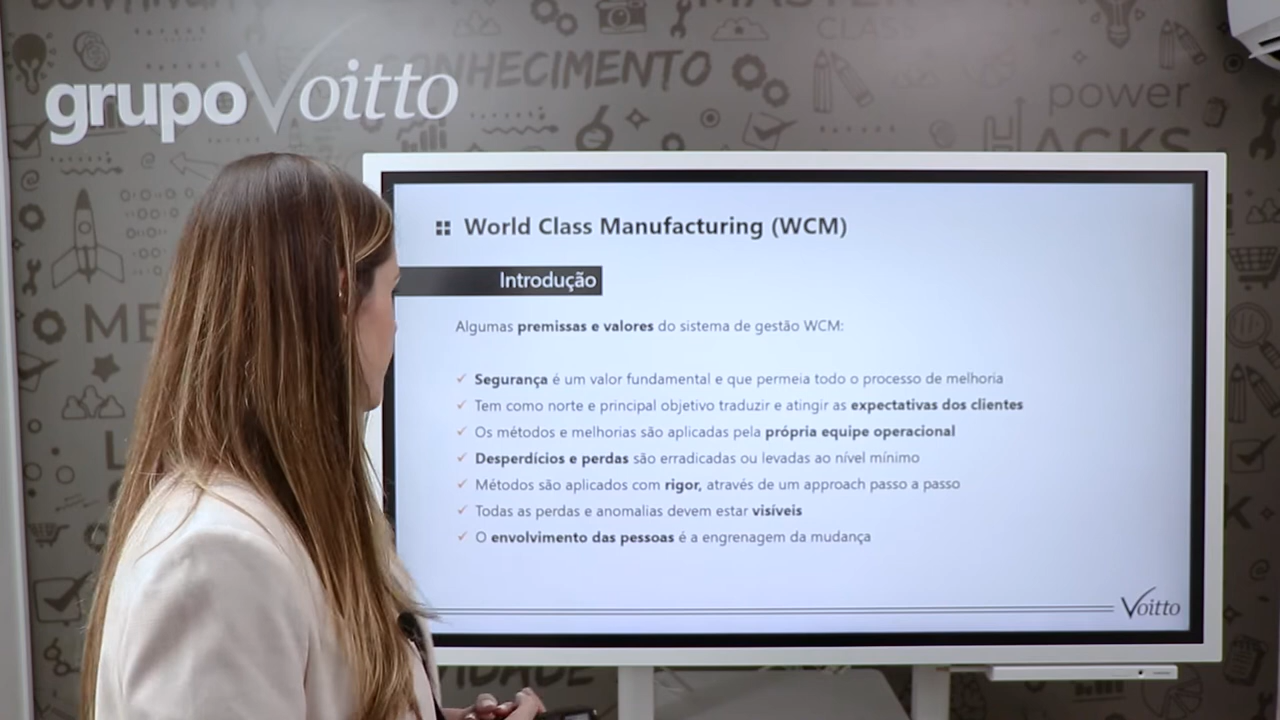 MASTER
CLASS
CONHECIMENTO
grupo Voitto
power
HACKS
World Class Manufacturing (WCM)
Introdução
Algumas premissas e valores do sistema de gestão WCM:
✓ Segurança é um valor fundamental e que permeia todo o processo de melhoria
✓ Tem como norte e principal objetivo traduzir e atingir as expectativas dos clientes
✓ Os métodos e melhorias são aplicadas pela própria equipe operacional
✓ Desperdícios e perdas são erradicadas ou levadas ao nível mínimo
✓ Métodos são aplicados com rigor, através de um approach passo a passo
✓ Todas as perdas e anomalias devem estar visíveis
✓ O envolvimento das pessoas é a engrenagem da mudança
Voitto